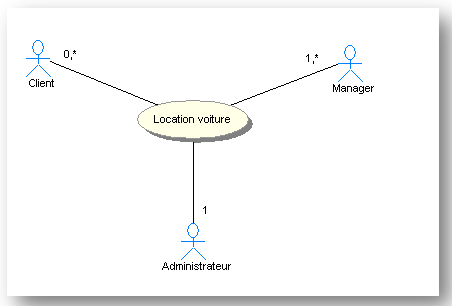 0,*
1,*
Client
Manager
Location voiture
1
Administrateur